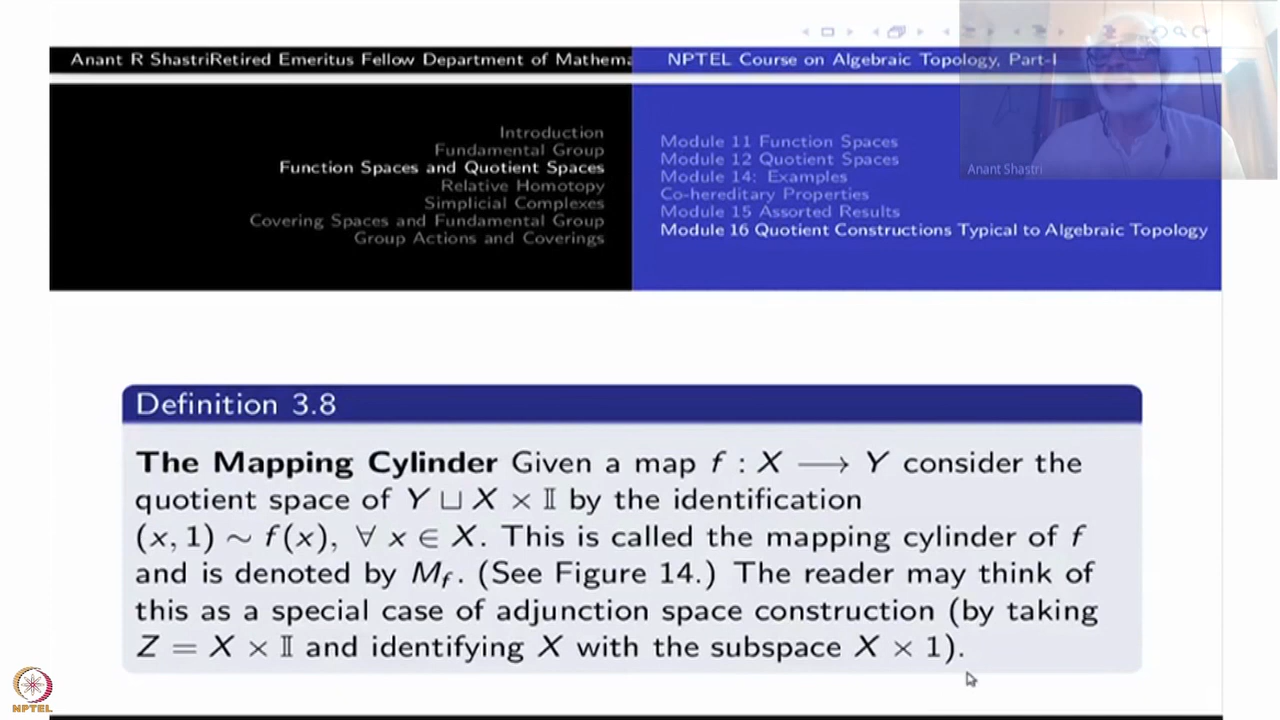 Anant R ShastriRetired Emeritus Fellow Department of Mathema
NPTEL Course on Algebraic Topology, Part-I
Introduction
Fundamental Group
Function Spaces and Quotient Spaces
Relative Homotopy
Simplicial Complexes
Covering Spaces and Fundamental Group
Group Actions and Coverings
Module 11 Function Spaces
Module 12 Quotient Spaces
Module 14: Examples
Co-hereditary Properties
Module 15 Assorted Results
Module 16 Quotient Constructions Typical to Algebraic Topology
Anant Shastri
Definition 3.8
The Mapping Cylinder Given a map f : X ⟶ Y consider the
quotient space of Y ⊔ X × 𝕀 by the identification
(x, 1) ∼ f(x), ∀ x ∈ X. This is called the mapping cylinder of f
and is denoted by M_f. (See Figure 14.) The reader may think of
this as a special case of adjunction space construction (by taking
Z = X × 𝕀 and identifying X with the subspace X × 1).
NPTEL